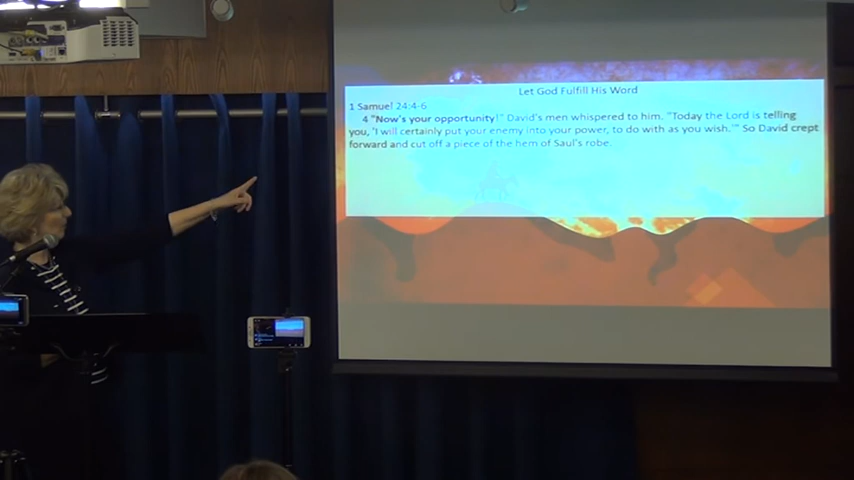 Let God Fulfill His Word
1 Samuel 24:4-6
4 "Now's your opportunity!" David's men whispered to him. "Today the Lord is telling
you, 'I will certainly put your enemy into your power, to do with as you wish.'" So David crept
forward and cut off a piece of the hem of Saul's robe.